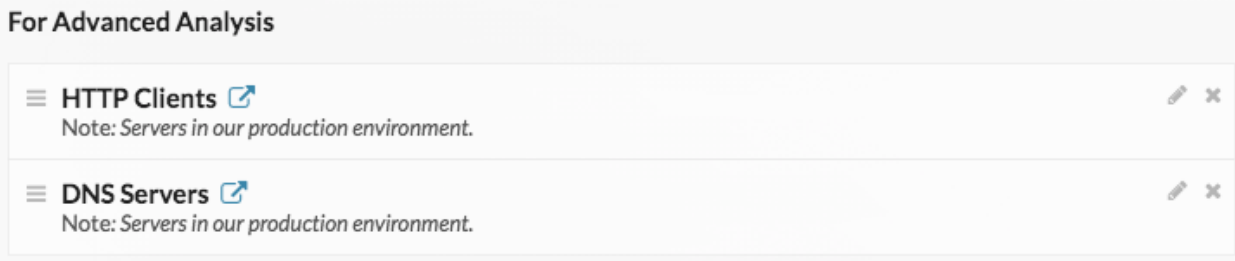 For Advanced Analysis
HTTP Clients
Note: Servers in our production environment.
DNS Servers
Note: Servers in our production environment.